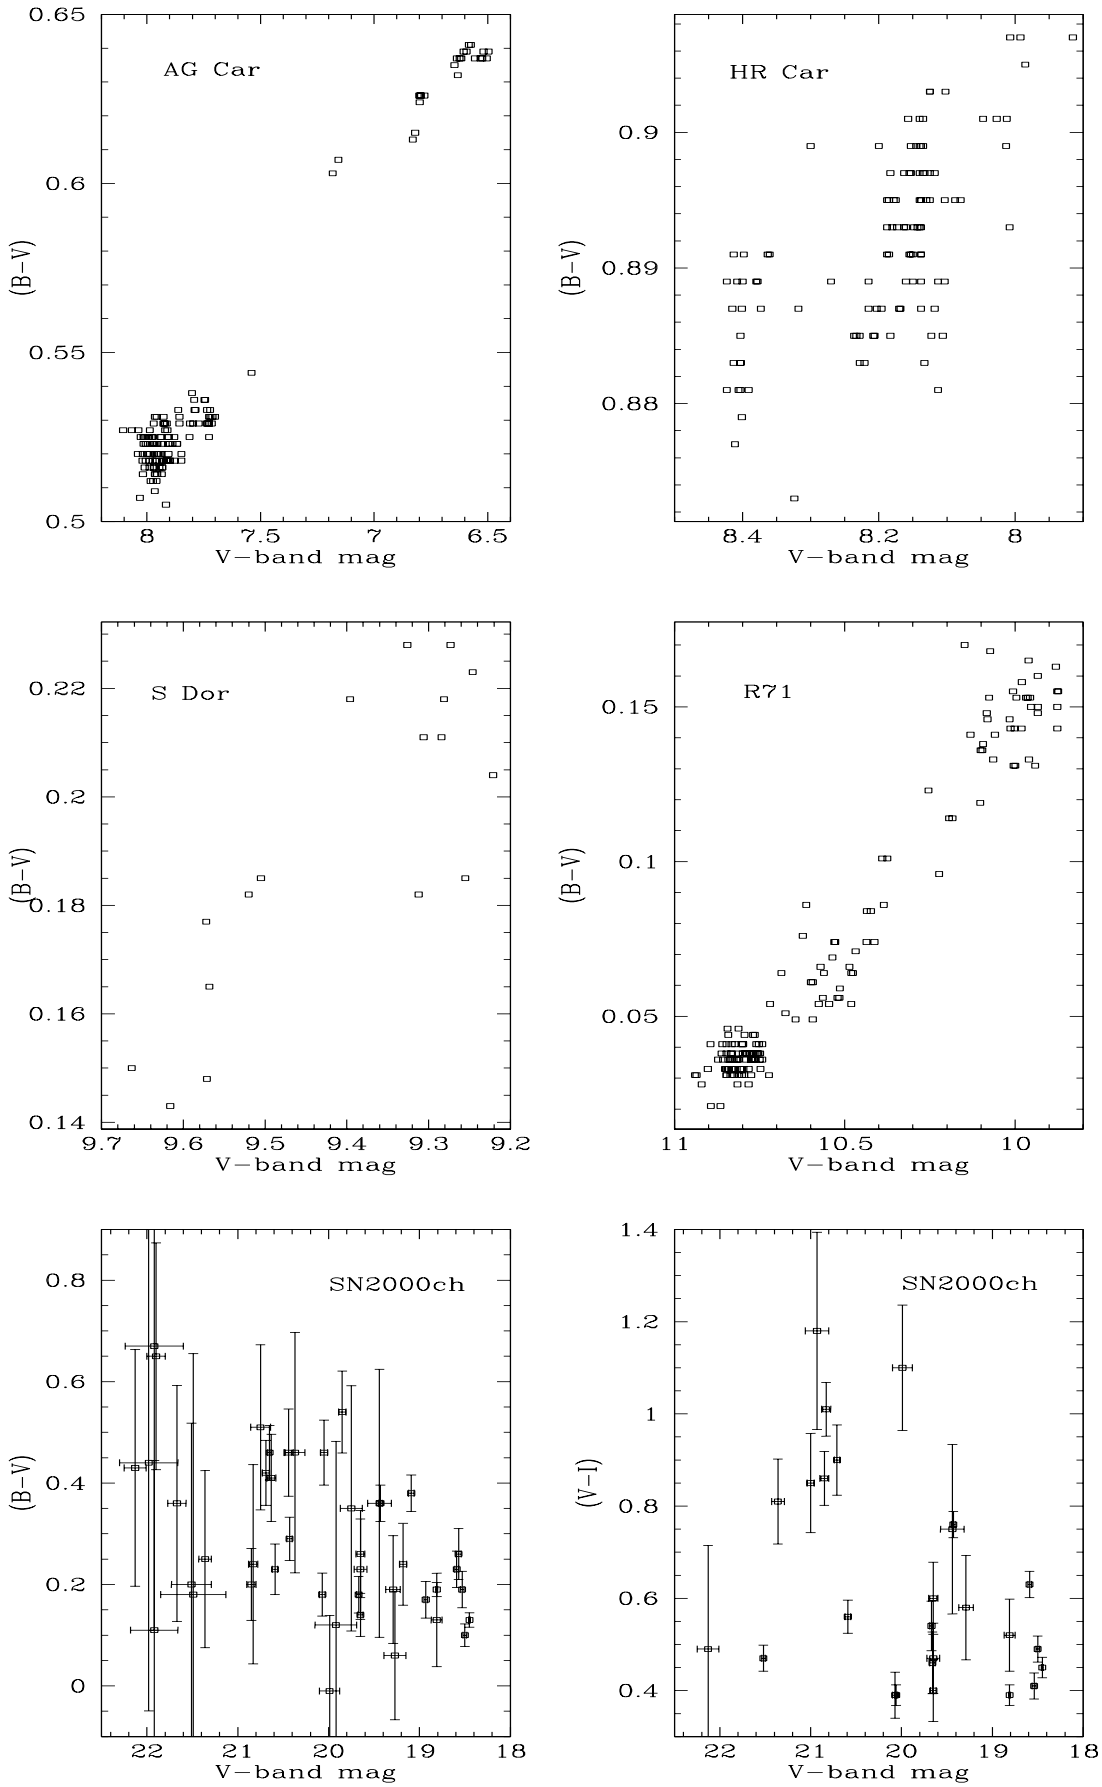 0.65
AG Car
0.6
0.55
0.5
(B-V)
8 7.5 7 6.5
V-band mag
HR Car
0.9
0.89
0.88
(B-V)
8.4 8.2 8
V-band mag
S Dor
0.22
0.2
0.18
0.16
0.14
(B-V)
9.7 9.6 9.5 9.4 9.3 9.2
V-band mag
R71
0.15
0.1
0.05
(B-V)
11 10.5 10
V-band mag
SN2000ch
0.8
0.6
0.4
0.2
0
(B-V)
22 21 20 19 18
V-band mag
1.4
SN2000ch
1.2
1
0.8
0.6
0.4
(V-I)
22 21 20 19 18
V-band mag